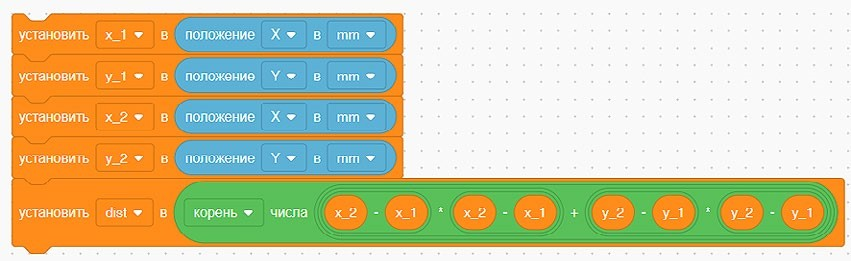 установить x_1 в положение X в mm
установить y_1 в положение Y в mm
установить x_2 в положение X в mm
установить y_2 в положение Y в mm
установить dist в корень числа x_2 - x_1 * x_2 - x_1 + y_2 - y_1 * y_2 - y_1